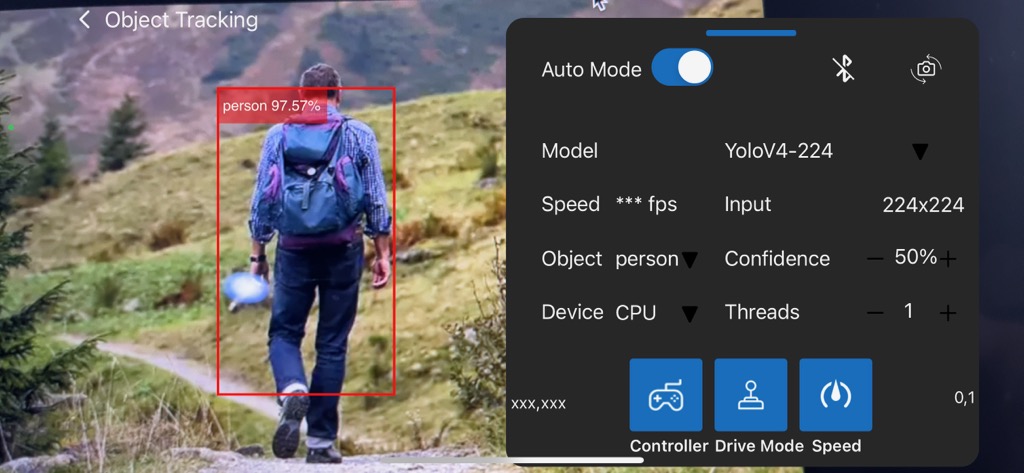 Object Tracking
person 97.57%
Auto Mode
Model YoloV4-224
Speed *** fps Input 224x224
Object person Confidence 50%
Device CPU Threads 1
xxx,xxx 0,1
Controller Drive Mode Speed